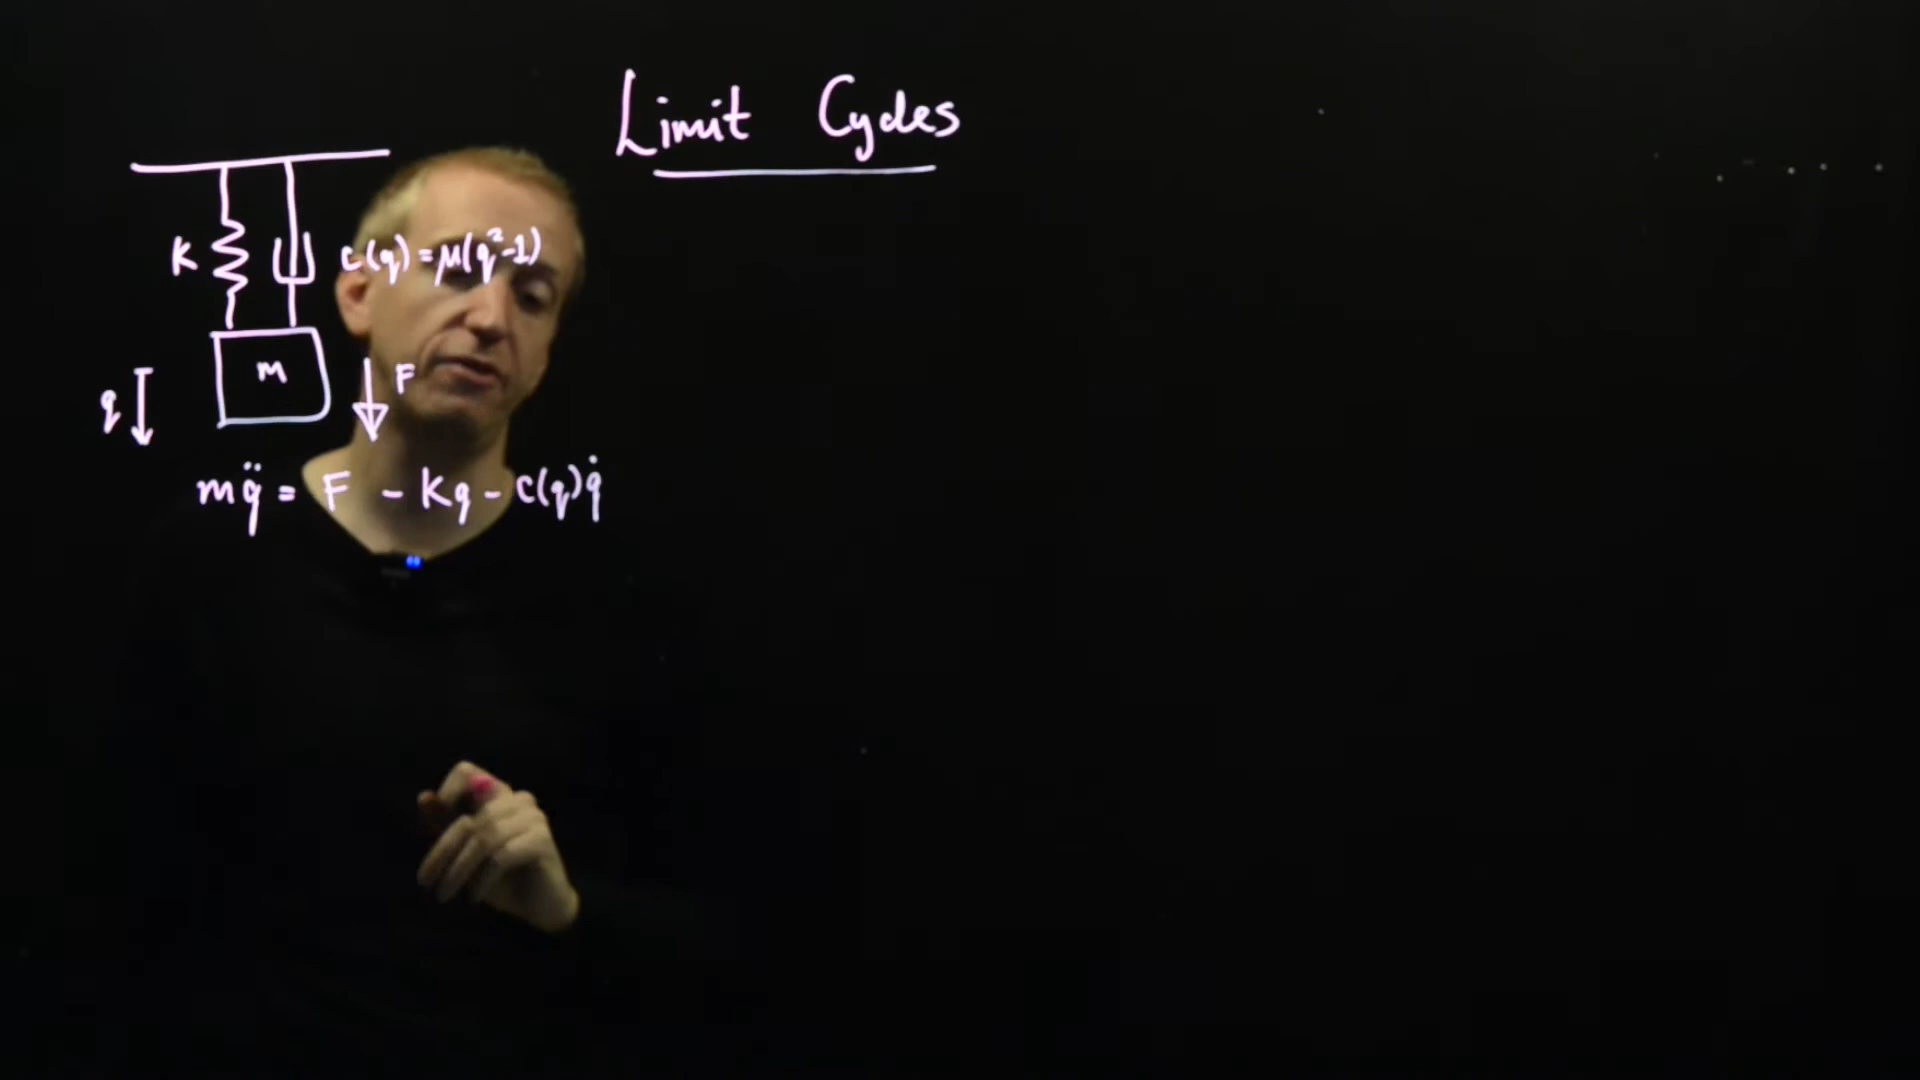 Limit Cycles
K c(q) = μ(q²-1)
m
q F
mq̈ = F - Kq - c(q)q̇